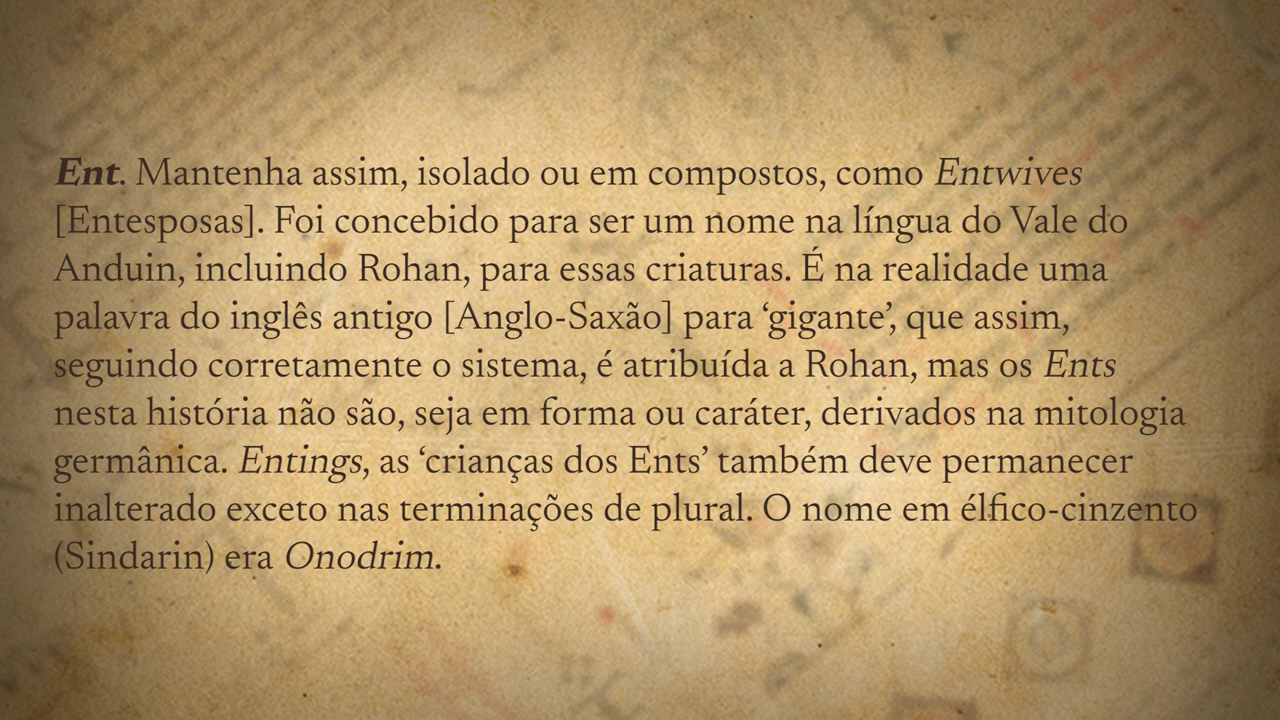 Ent. Mantenha assim, isolado ou em compostos, como Entwives
[Entesposas]. Foi concebido para ser um nome na língua do Vale do
Anduin, incluindo Rohan, para essas criaturas. É na realidade uma
palavra do inglês antigo [Anglo-Saxão] para ‘gigante’, que assim,
seguindo corretamente o sistema, é atribuída a Rohan, mas os Ents
nesta história não são, seja em forma ou caráter, derivados na mitologia
germânica. Entings, as ‘crianças dos Ents’ também deve permanecer
inalterado exceto nas terminações de plural. O nome em élfico-cinzento
(Sindarin) era Onodrim.